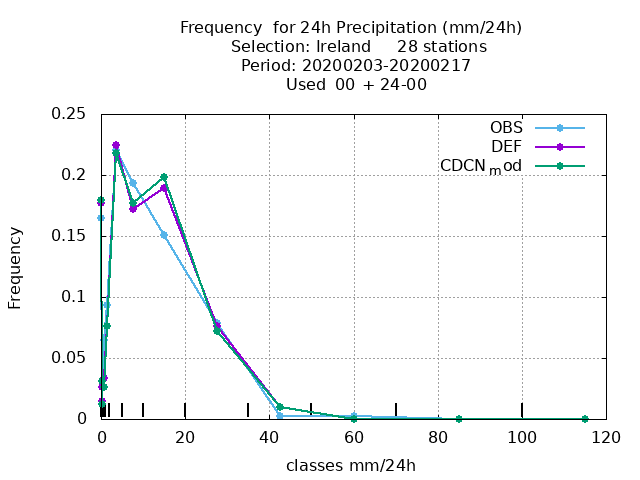 Frequency  for 24h Precipitation (mm/24h)
Selection: Ireland     28 stations
Period: 20200203-20200217
Used  00 + 24-00
OBS
DEF
CDCN_mod
Frequency
0.25
0.2
0.15
0.1
0.05
0
0 20 40 60 80 100 120
classes mm/24h